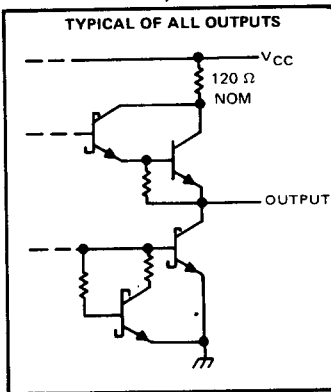 TYPICAL OF ALL OUTPUTS
VCC
120 Ω
NOM
OUTPUT